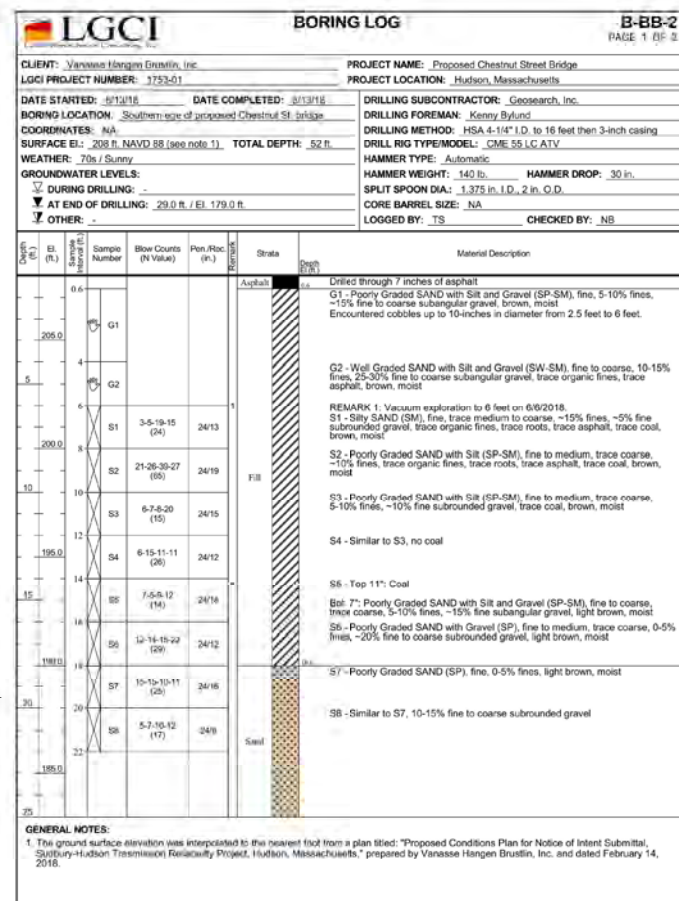 LGCI
BORING LOG
B-BB-2
PAGE 1 OF
CLIENT: Vanasse Hangen Brustlin, Inc.
PROJECT NAME: Proposed Chestnut Street Bridge
LGCI PROJECT NUMBER: 1753-01
PROJECT LOCATION: Hudson, Massachusetts
DATE STARTED: 6/13/18 DATE COMPLETED: 6/13/18
DRILLING SUBCONTRACTOR: Geosearch, Inc.
BORING LOCATION: Southern ege of proposed Chestnut St. bridge
DRILLING FOREMAN: Kenny Bylund
COORDINATES: NA
DRILLING METHOD: HSA 4-1/4" I.D. to 16 feet then 3-inch casing
SURFACE El.: 208 ft. NAVD 88 (see note 1) TOTAL DEPTH: 52 ft.
DRILL RIG TYPE/MODEL: CME 55 LC ATV
WEATHER: 70s / Sunny
HAMMER TYPE: Automatic
GROUNDWATER LEVELS:
HAMMER WEIGHT: 140 lb. HAMMER DROP: 30 in.
DURING DRILLING: -
SPLIT SPOON DIA.: 1.375 in. I.D., 2 in. O.D.
AT END OF DRILLING: 29.0 ft. / El. 179.0 ft.
CORE BARREL SIZE: NA
OTHER: -
LOGGED BY: TS CHECKED BY: NB
Depth (ft.) El. (ft.) Sample Interval (ft.) Sample Number Blow Counts (N Value) Pen./Rec. (in.) Remark Strata Depth El.(ft.) Material Description
0.6 Asphalt 0.6 Drilled through 7 inches of asphalt
G1 G1 - Poorly Graded SAND with Silt and Gravel (SP-SM), fine, 5-10% fines,
~15% fine to coarse subangular gravel, brown, moist
Encountered cobbles up to 10-inches in diameter from 2.5 feet to 6 feet.
205.0
4
5 G2 G2 - Well Graded SAND with Silt and Gravel (SW-SM), fine to coarse, 10-15%
fines, 25-30% fine to coarse subangular gravel, trace organic fines, trace
asphalt, brown, moist
6 1 REMARK 1: Vacuum exploration to 6 feet on 6/6/2018.
S1 3-5-19-15 (24) 24/13 S1 - Silty SAND (SM), fine, trace medium to coarse, ~15% fines, ~5% fine
subrounded gravel, trace organic fines, trace roots, trace asphalt, trace coal,
brown, moist
200.0 8
S2 21-26-39-27 (65) 24/19 Fill S2 - Poorly Graded SAND with Silt (SP-SM), fine to medium, trace coarse,
~10% fines, trace organic fines, trace roots, trace asphalt, trace coal, brown,
moist
10 10
S3 6-7-8-20 (15) 24/15 S3 - Poorly Graded SAND with Silt (SP-SM), fine to medium, trace coarse,
5-10% fines, ~10% fine subrounded gravel, trace coal, brown, moist
12
195.0 S4 6-15-11-11 (26) 24/12 S4 - Similar to S3, no coal
14
15 S5 7-5-9-12 (14) 24/18 S5 - Top 11": Coal
Bot. 7": Poorly Graded SAND with Silt and Gravel (SP-SM), fine to coarse,
trace coarse, 5-10% fines, ~15% fine subangular gravel, light brown, moist
16
S6 12-14-15-22 (29) 24/12 S6 - Poorly Graded SAND with Gravel (SP), fine to medium, trace coarse, 0-5%
fines, ~20% fine to coarse subrounded gravel, light brown, moist
190.0 18
S7 15-15-10-11 (25) 24/16 S7 - Poorly Graded SAND (SP), fine, 0-5% fines, light brown, moist
20 20
S8 5-7-10-12 (17) 24/8 Sand S8 - Similar to S7, 10-15% fine to coarse subrounded gravel
22
185.0
25
GENERAL NOTES:
1. The ground surface elevation was interpolated to the nearest foot from a plan titled: "Proposed Conditions Plan for Notice of Intent Submittal,
Sudbury-Hudson Trasmission Reliability Project, Hudson, Massachusetts," prepared by Vanasse Hangen Brustlin, Inc. and dated February 14,
2018.